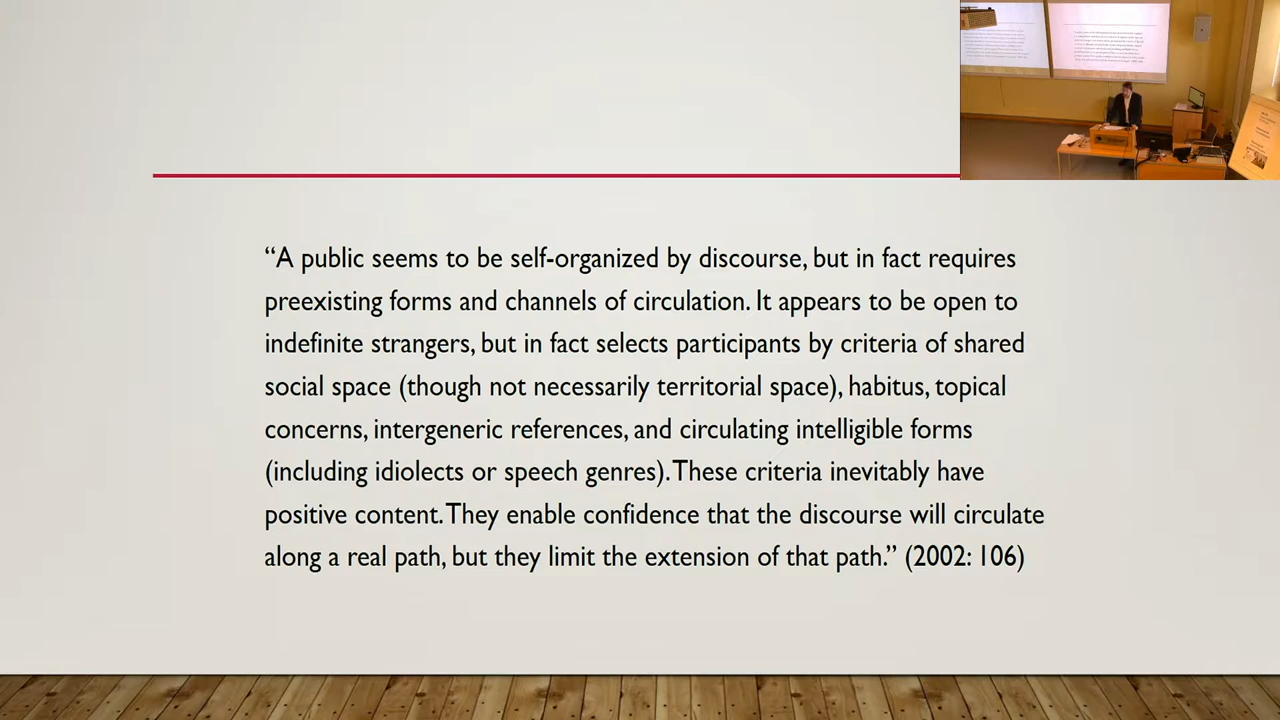 “A public seems to be self-organized by discourse, but in fact requires
preexisting forms and channels of circulation. It appears to be open to
indefinite strangers, but in fact selects participants by criteria of shared
social space (though not necessarily territorial space), habitus, topical
concerns, intergeneric references, and circulating intelligible forms
(including idiolects or speech genres). These criteria inevitably have
positive content. They enable confidence that the discourse will circulate
along a real path, but they limit the extension of that path.” (2002: 106)